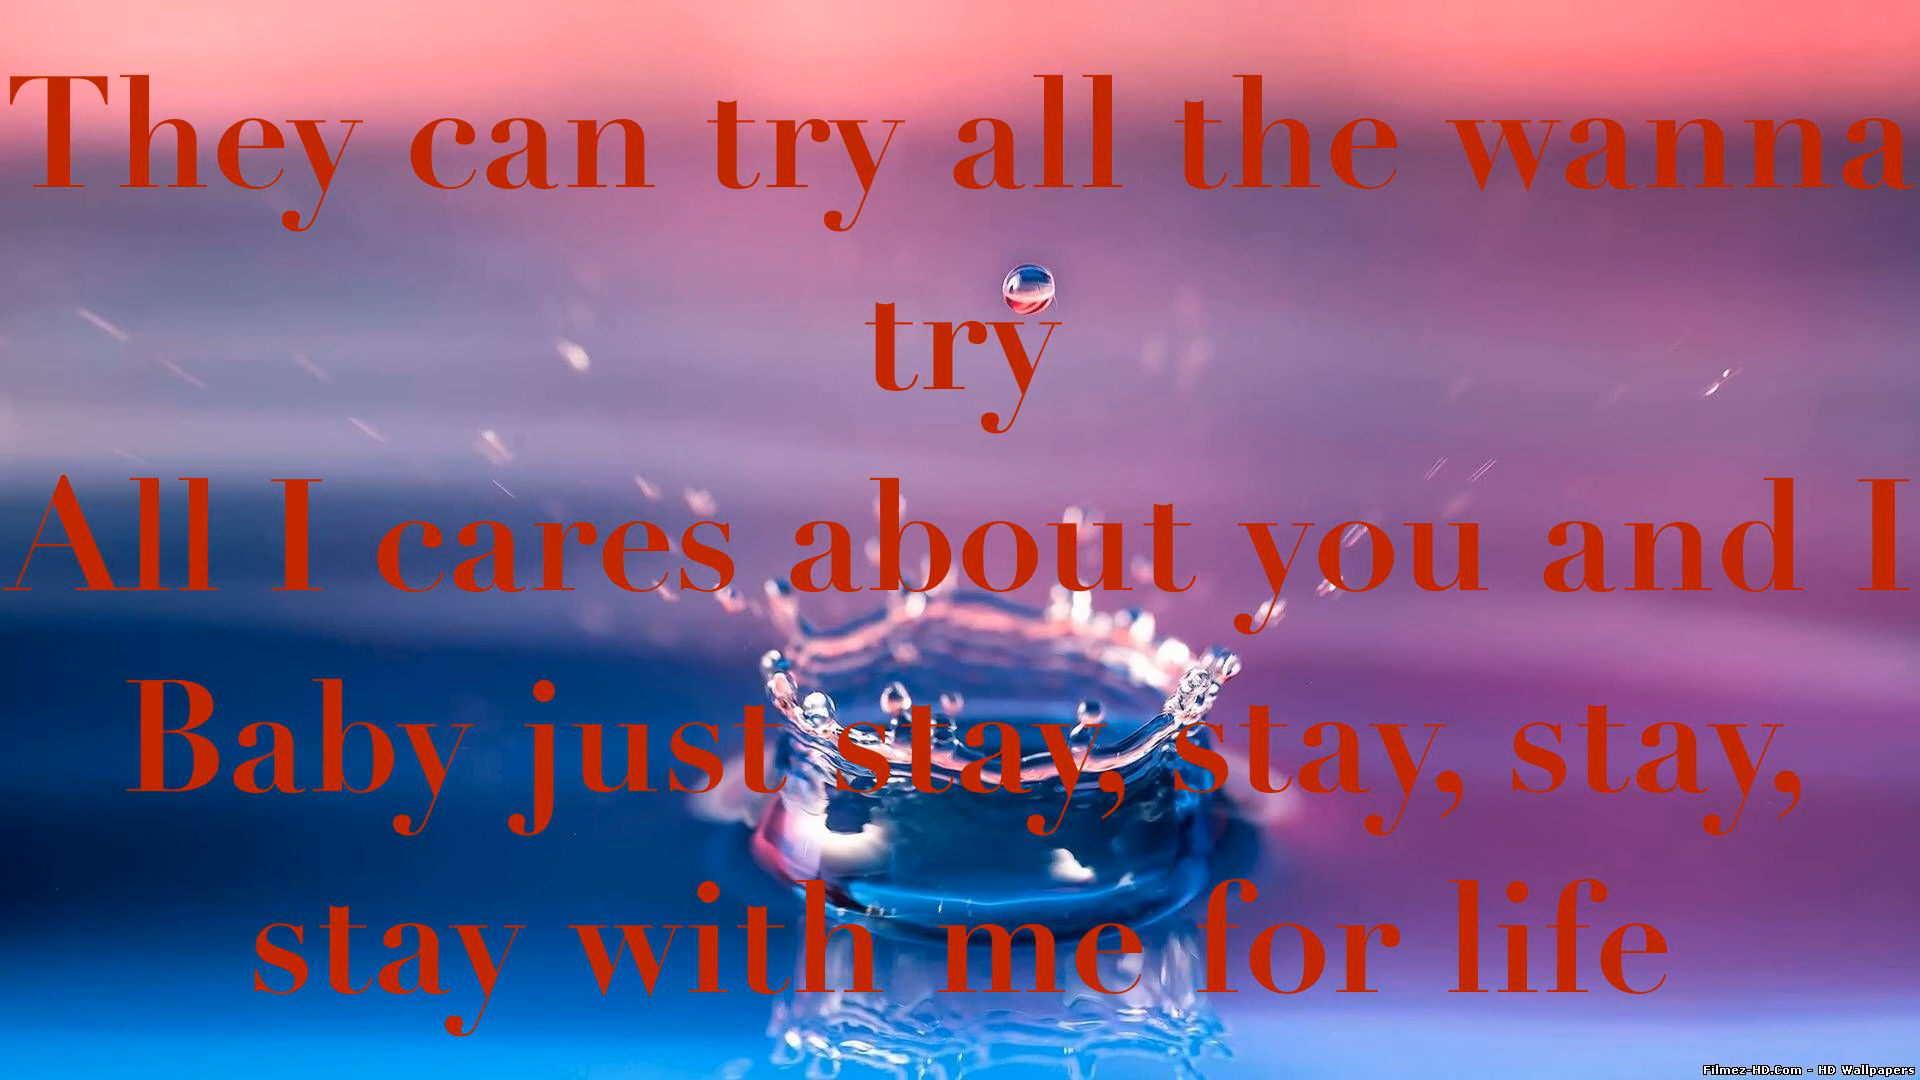 They can try all the wanna
try
All I cares about you and I
Baby just stay, stay, stay,
stay with me for life
Filmez-HD.Com - HD Wallpapers